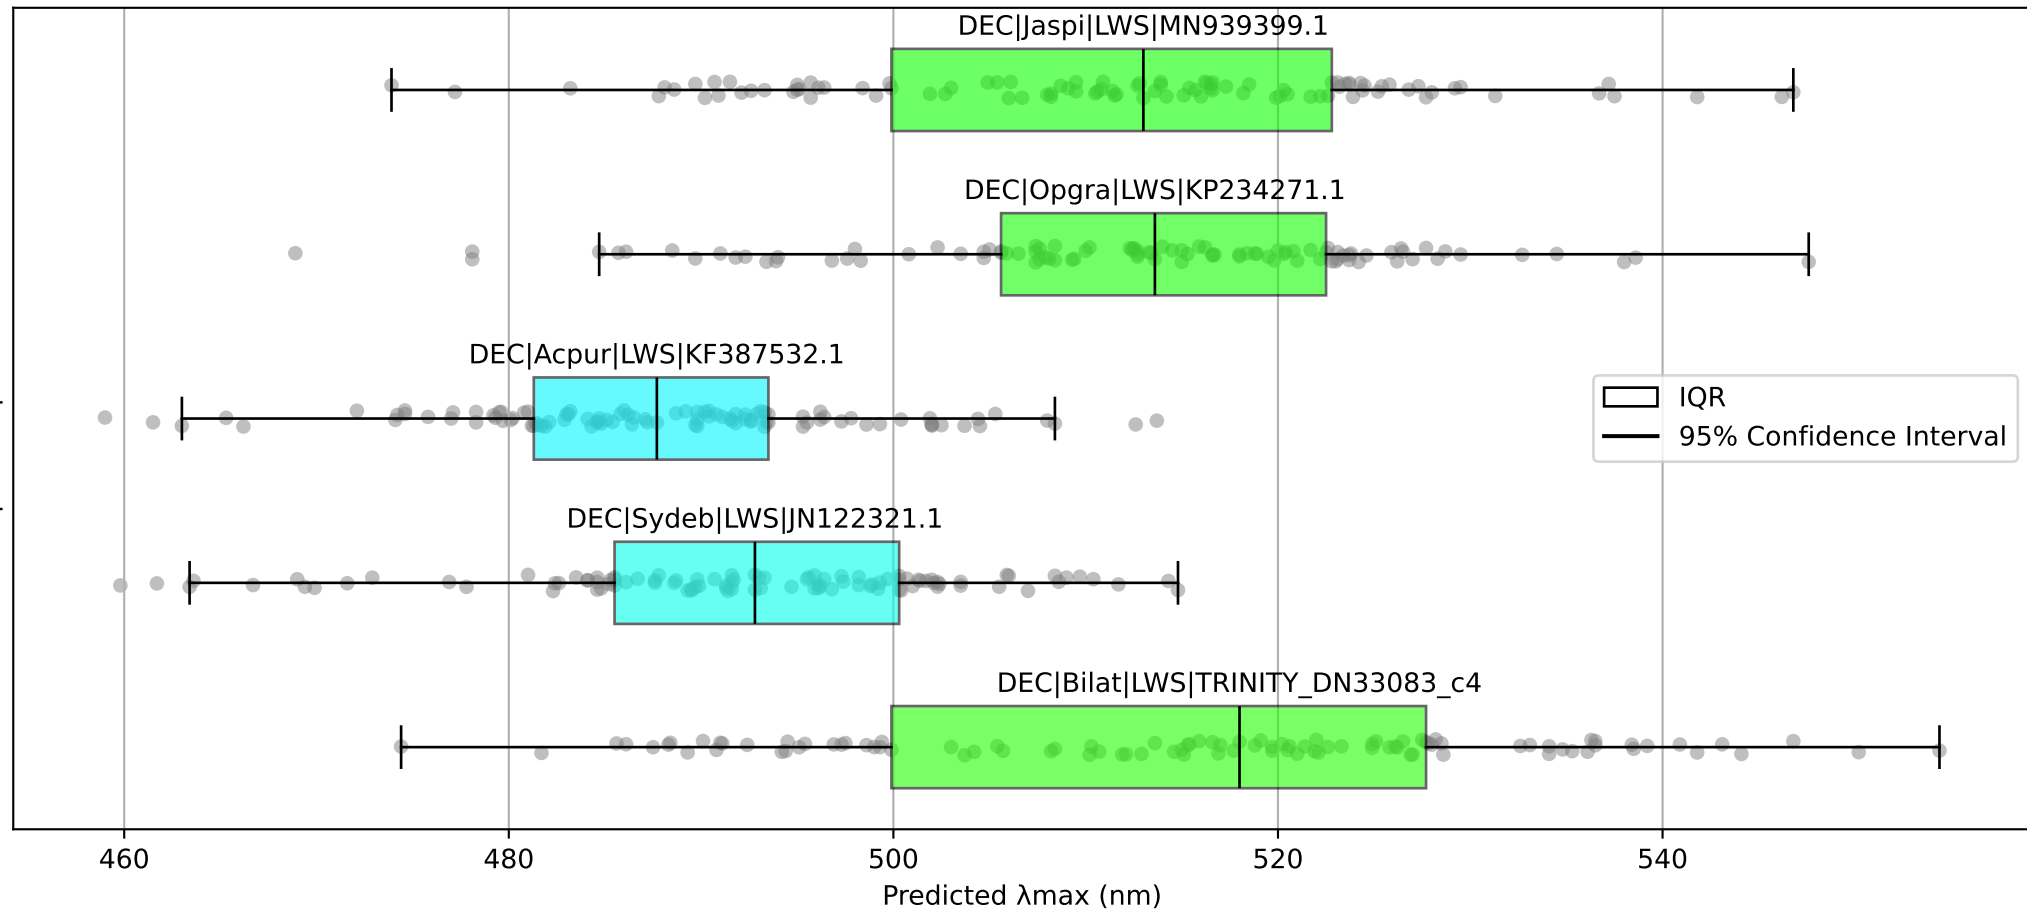 DEC|Jaspi|LWS|MN939399.1
DEC|Opgra|LWS|KP234271.1
DEC|Acpur|LWS|KF387532.1
IQR
95% Confidence Interval
DEC|Sydeb|LWS|JN122321.1
DEC|Bilat|LWS|TRINITY_DN33083_c4
460 480 500 520 540
Predicted λmax (nm)